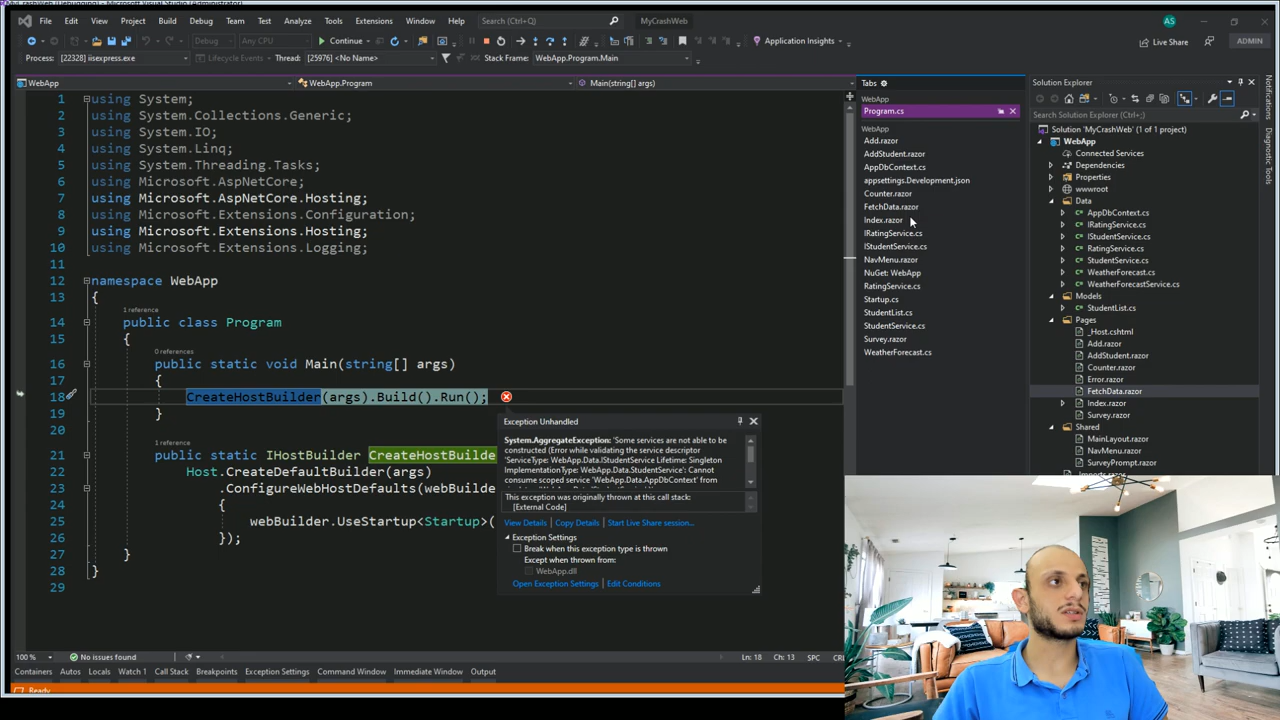 MyCrashWeb (Debugging) - Microsoft Visual Studio (Administrator)
File Edit View Project Build Debug Team Test Analyze Tools Extensions Window Help Search (Ctrl+Q) MyCrashWeb AS
Debug Any CPU Continue Application Insights Live Share ADMIN
Process: [22328] iisexpress.exe Lifecycle Events Thread: [25976] <No Name> Stack Frame: WebApp.Program.Main
WebApp WebApp.Program Main(string[] args)
1 using System;
2 using System.Collections.Generic;
3 using System.IO;
4 using System.Linq;
5 using System.Threading.Tasks;
6 using Microsoft.AspNetCore;
7 using Microsoft.AspNetCore.Hosting;
8 using Microsoft.Extensions.Configuration;
9 using Microsoft.Extensions.Hosting;
10 using Microsoft.Extensions.Logging;
11
12 namespace WebApp
13 {
1 reference
14 public class Program
15 {
0 references
16 public static void Main(string[] args)
17 {
18 CreateHostBuilder(args).Build().Run();
19 }
20
1 reference
21 public static IHostBuilder CreateHostBuilde
22 Host.CreateDefaultBuilder(args)
23 .ConfigureWebHostDefaults(webBuilde
24 {
25 webBuilder.UseStartup<Startup>(
26 });
27 }
28 }
29
Exception Unhandled
System.AggregateException: 'Some services are not able to be
constructed (Error while validating the service descriptor
'ServiceType: WebApp.Data.IStudentService Lifetime: Singleton
ImplementationType: WebApp.Data.StudentService': Cannot
consume scoped service 'WebApp.Data.AppDbContext' from
This exception was originally thrown at this call stack:
[External Code]
View Details Copy Details Start Live Share session...
Exception Settings
Break when this exception type is thrown
Except when thrown from:
WebApp.dll
Open Exception Settings Edit Conditions
100 % No issues found Ln: 18 Ch: 13 SPC
Containers Autos Locals Watch 1 Call Stack Breakpoints Exception Settings Command Window Immediate Window Output
Ready
Tabs
WebApp
Program.cs
WebApp
Add.razor
AddStudent.razor
AppDbContext.cs
appsettings.Development.json
Counter.razor
FetchData.razor
Index.razor
IRatingService.cs
IStudentService.cs
NavMenu.razor
NuGet: WebApp
RatingService.cs
Startup.cs
StudentList.cs
StudentService.cs
Survey.razor
WeatherForecast.cs
Solution Explorer
Search Solution Explorer (Ctrl+;)
Solution 'MyCrashWeb' (1 of 1 project)
WebApp
Connected Services
Dependencies
Properties
wwwroot
Data
AppDbContext.cs
IRatingService.cs
IStudentService.cs
RatingService.cs
StudentService.cs
WeatherForecast.cs
WeatherForecastService.cs
Models
StudentList.cs
Pages
_Host.cshtml
Add.razor
AddStudent.razor
Counter.razor
Error.razor
FetchData.razor
Index.razor
Survey.razor
Shared
MainLayout.razor
NavMenu.razor
SurveyPrompt.razor
Notifications
Diagnostic Tools